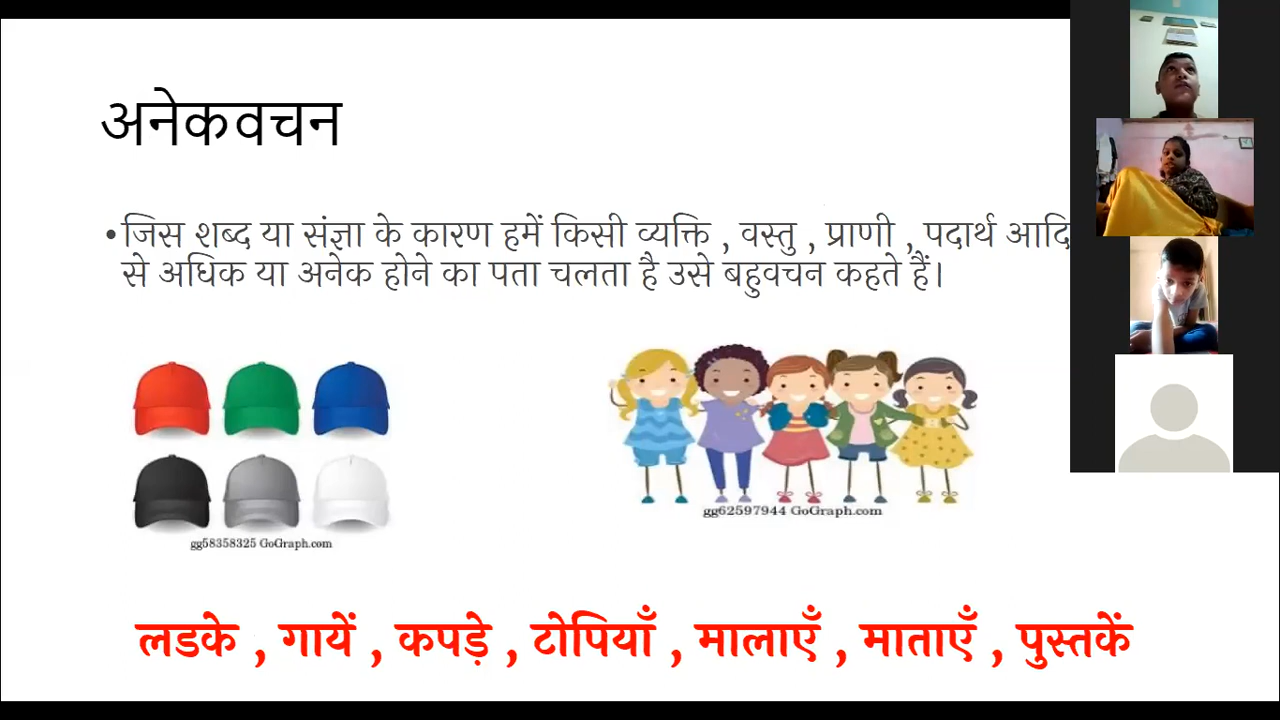 अनेकवचन
•जिस शब्द या संज्ञा के कारण हमें किसी व्यक्ति , वस्तु , प्राणी , पदार्थ आदि
से अधिक या अनेक होने का पता चलता है उसे बहुवचन कहते हैं।
gg58358325 GoGraph.com
gg62597944 GoGraph.com
लडके , गायें , कपड़े , टोपियाँ , मालाएँ , माताएँ , पुस्तकें